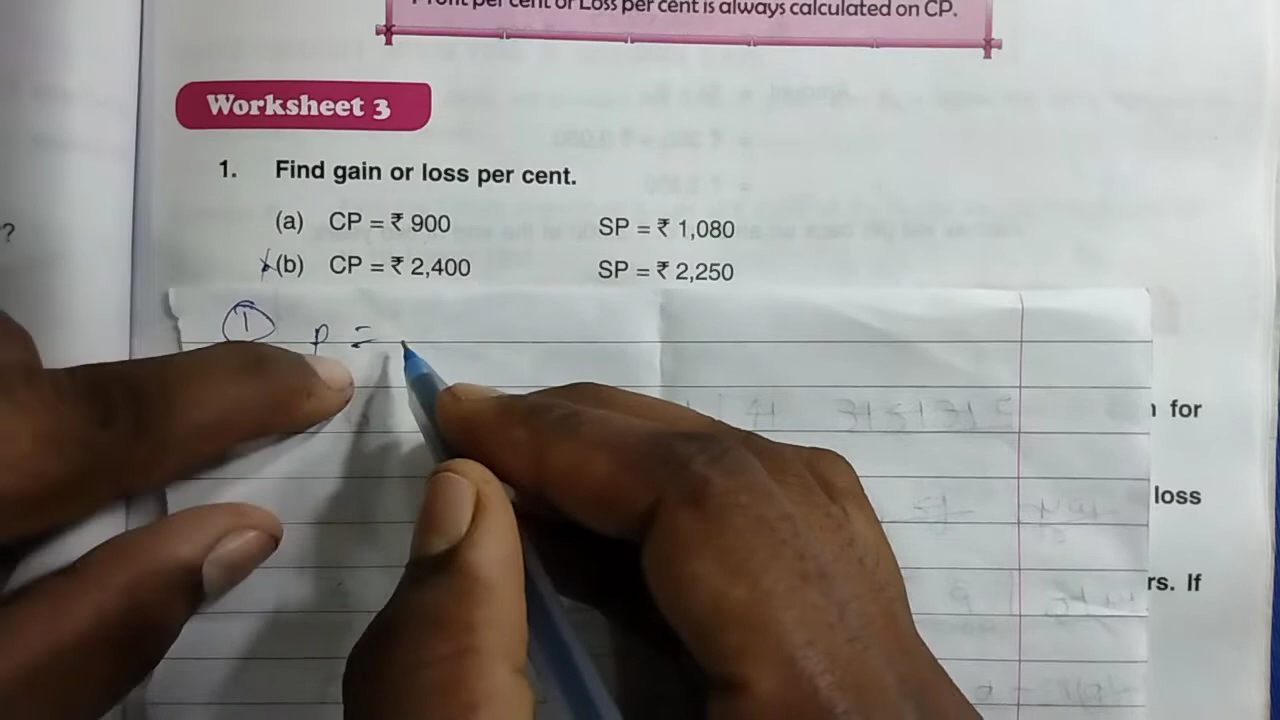 Profit per cent or Loss per cent is always calculated on CP.
Worksheet 3
1. Find gain or loss per cent.
(a) CP = ₹ 900 SP = ₹ 1,080
(b) CP = ₹ 2,400 SP = ₹ 2,250
?
1 P =
for
loss
rs. If